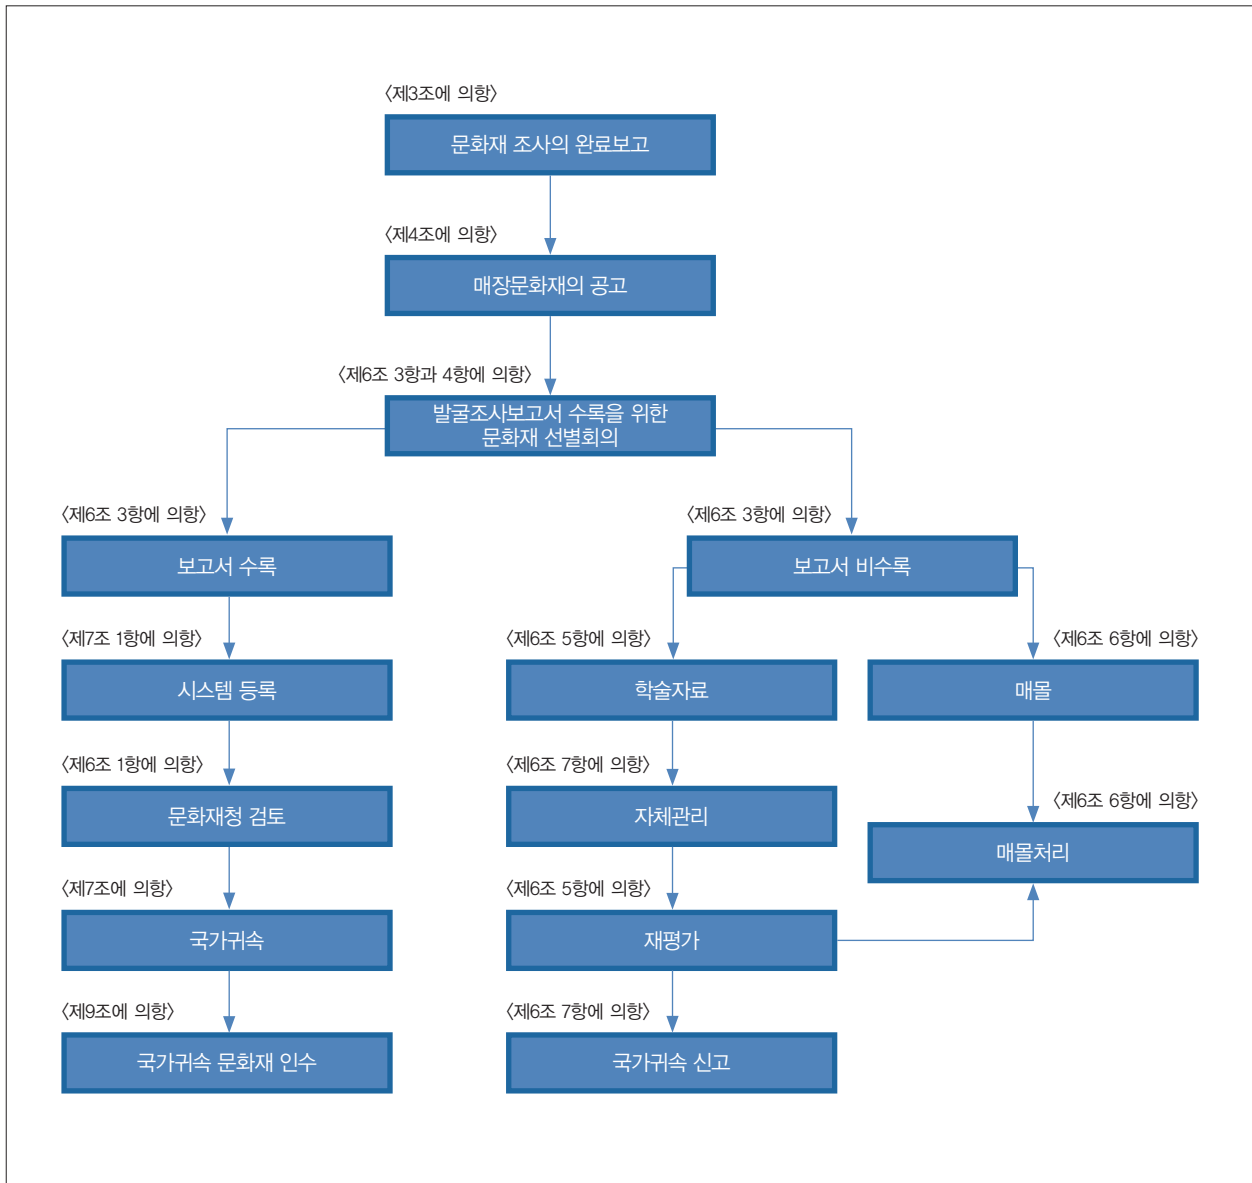 〈제3조에 의항〉
문화재 조사의 완료보고
〈제4조에 의항〉
매장문화재의 공고
〈제6조 3항과 4항에 의항〉
발굴조사보고서 수록을 위한
문화재 선별회의
〈제6조 3항에 의항〉
보고서 수록
〈제7조 1항에 의항〉
시스템 등록
〈제6조 1항에 의항〉
문화재청 검토
〈제7조에 의항〉
국가귀속
〈제9조에 의항〉
국가귀속 문화재 인수
〈제6조 3항에 의항〉
보고서 비수록
〈제6조 5항에 의항〉
학술자료
〈제6조 7항에 의항〉
자체관리
〈제6조 5항에 의항〉
재평가
〈제6조 7항에 의항〉
국가귀속 신고
〈제6조 6항에 의항〉
매몰
〈제6조 6항에 의항〉
매몰처리